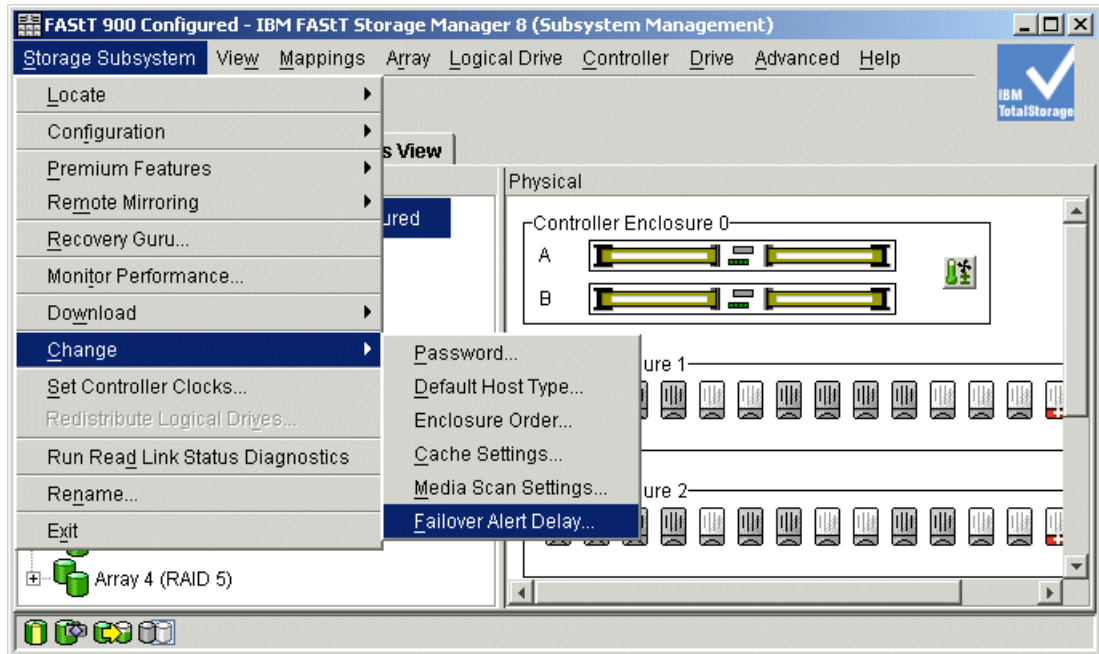 FAStT 900 Configured - IBM FAStT Storage Manager 8 (Subsystem Management)
Storage Subsystem View Mappings Array Logical Drive Controller Drive Advanced Help
IBM
TotalStorage
Locate
Configuration
Premium Features
Remote Mirroring
Recovery Guru...
Monitor Performance...
Download
Change
Set Controller Clocks...
Redistribute Logical Drives...
Run Read Link Status Diagnostics
Rename...
Exit
Password...
Default Host Type...
Enclosure Order...
Cache Settings...
Media Scan Settings...
Failover Alert Delay...
s View
ured
Array 4 (RAID 5)
Physical
Controller Enclosure 0
A
B
ure 1
ure 2